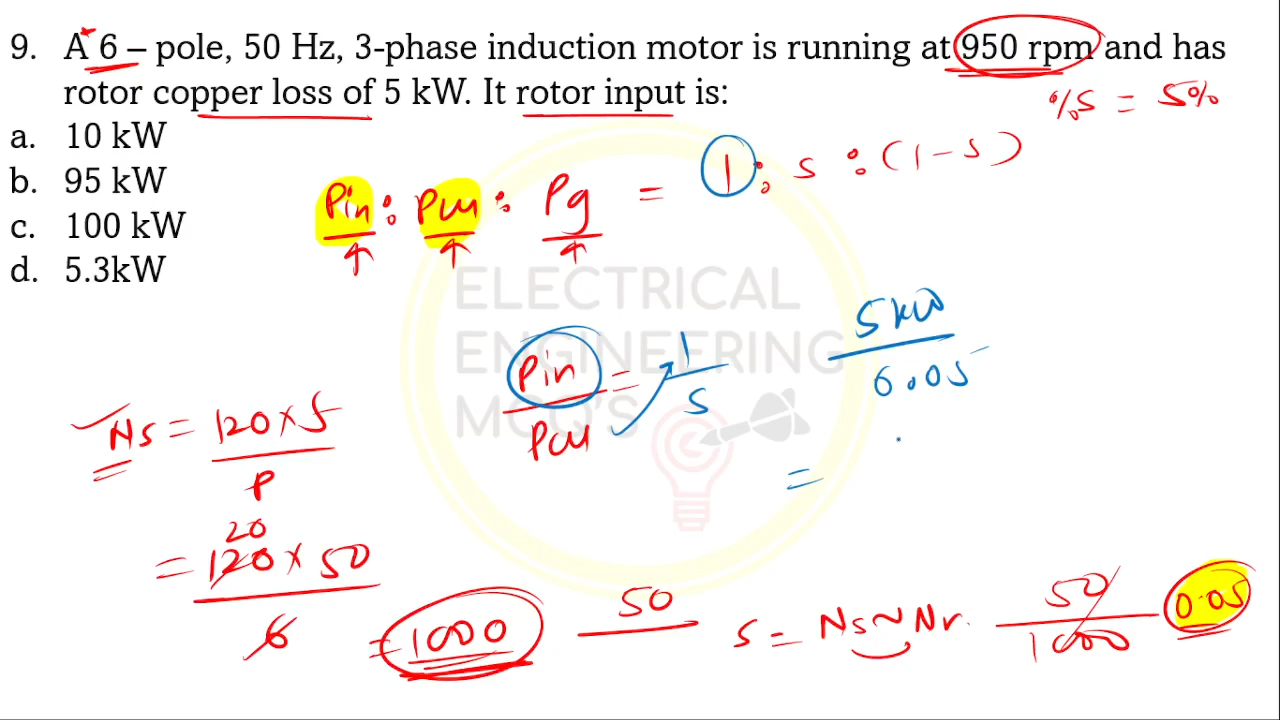 9. A 6 – pole, 50 Hz, 3-phase induction motor is running at 950 rpm and has
rotor copper loss of 5 kW. It rotor input is:
%s = 5%
a. 10 kW
b. 95 kW
c. 100 kW
d. 5.3kW
Pin : Pcu : Pg = 1 : s : (1 - s)
ELECTRICAL
ENGINEERING
MCQ'S
Pin / Pcu = 1 / s
5 kW / 0.05
=
Ns = 120 × f / P
20
= 120 × 50 / 6 = 1000
50
s = Ns ~ Nr. 50 / 1000 0.05